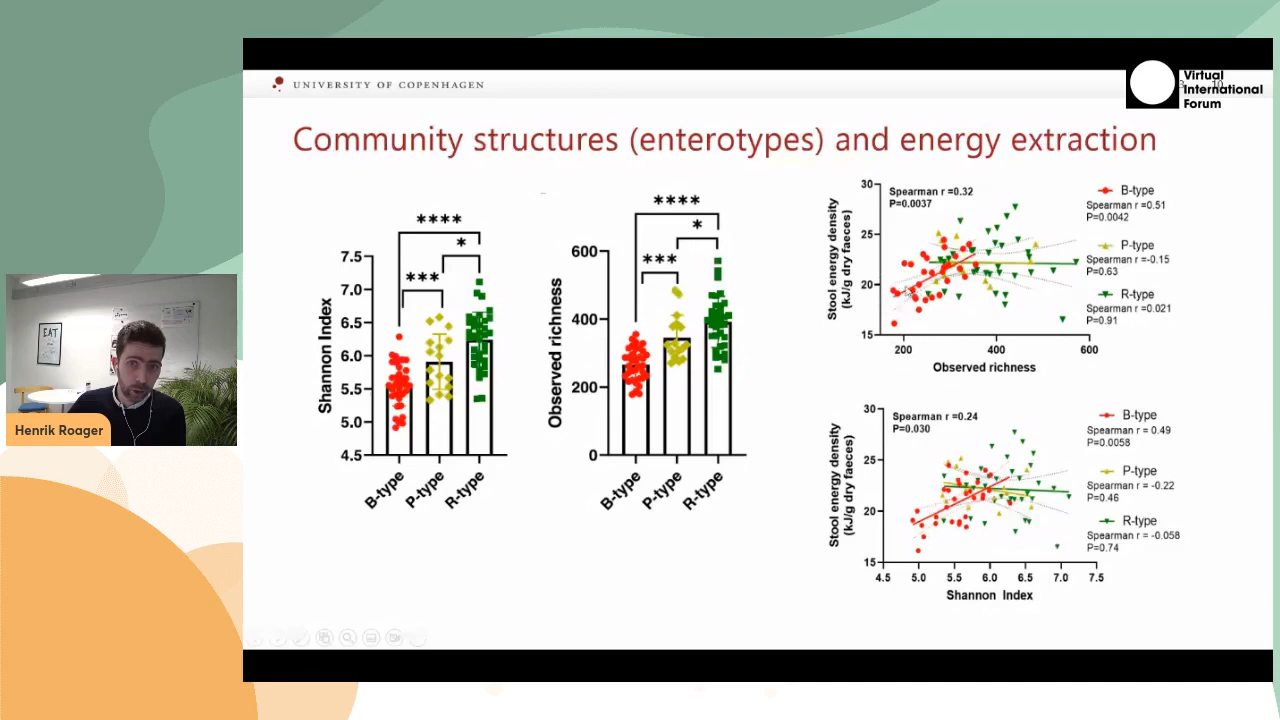 UNIVERSITY OF COPENHAGEN
Virtual
International
Forum
Community structures (enterotypes) and energy extraction
****
*
***
7.5
7.0
6.5
6.0
5.5
5.0
4.5
Shannon Index
B-type
P-type
R-type
****
*
***
600
400
200
0
Observed richness
B-type
P-type
R-type
Spearman r =0.32
P=0.0037
30
25
20
15
Stool energy density
(kJ/g dry faeces)
200
400
600
Observed richness
B-type
Spearman r =0.51
P=0.0042
P-type
Spearman r =-0.15
P=0.63
R-type
Spearman r =0.021
P=0.91
Spearman r =0.24
P=0.030
30
25
20
15
Stool energy density
(kJ/g dry faeces)
4.5
5.0
5.5
6.0
6.5
7.0
7.5
Shannon Index
B-type
Spearman r = 0.49
P=0.0058
P-type
Spearman r = -0.22
P=0.46
R-type
Spearman r = -0.058
P=0.74
EAT
Henrik Roager